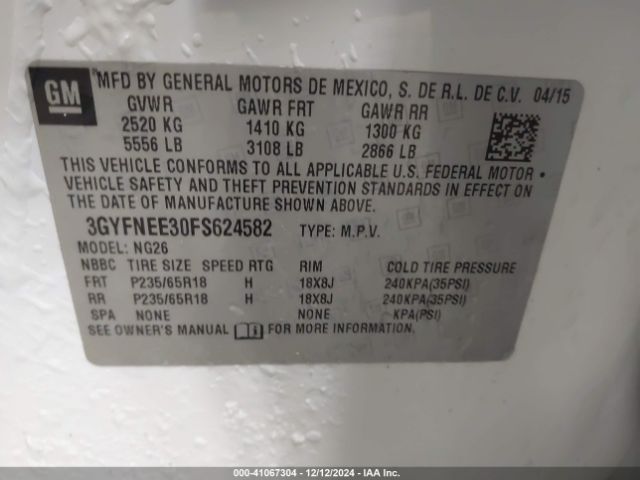 GM MFD BY GENERAL MOTORS DE MEXICO, S. DE R.L. DE C.V. 04/15
GVWR GAWR FRT GAWR RR
2520 KG 1410 KG 1300 KG
5556 LB 3108 LB 2866 LB
THIS VEHICLE CONFORMS TO ALL APPLICABLE U.S. FEDERAL MOTOR
VEHICLE SAFETY AND THEFT PREVENTION STANDARDS IN EFFECT ON
THE DATE OF MANUFACTURE SHOWN ABOVE.
3GYFNEE30FS624582 TYPE: M.P.V.
MODEL: NG26
NBBC TIRE SIZE SPEED RTG RIM COLD TIRE PRESSURE
FRT P235/65R18 H 18X8J 240KPA(35PSI)
RR P235/65R18 H 18X8J 240KPA(35PSI)
SPA NONE NONE KPA(PSI)
SEE OWNER'S MANUAL FOR MORE INFORMATION.
000-41067304 | 12/12/2024 - IAA Inc.